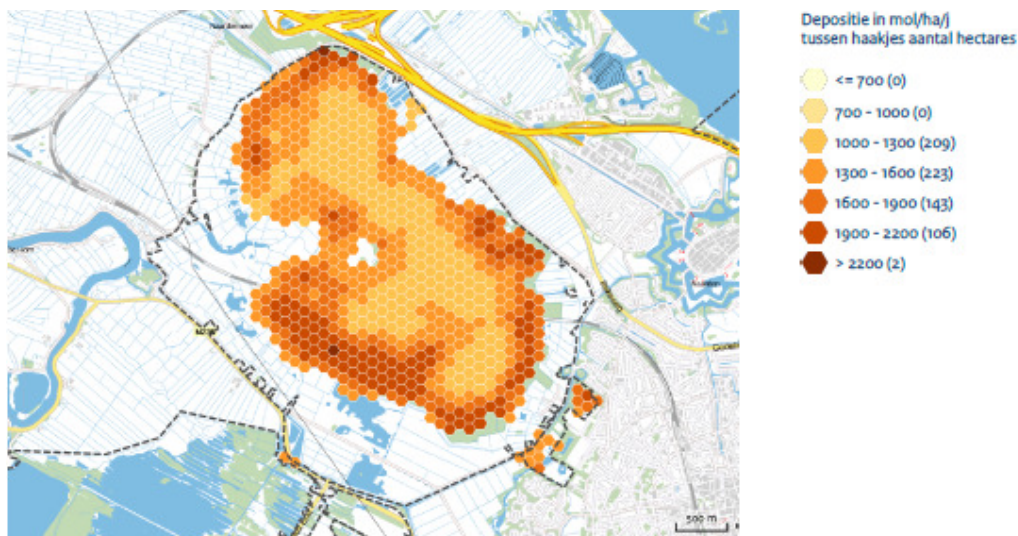 Depositie in mol/ha/j
tussen haakjes aantal hectares
<= 700 (0)
700 - 1000 (0)
1000 - 1300 (209)
1300 - 1600 (223)
1600 - 1900 (143)
1900 - 2200 (106)
> 2200 (2)
500 m